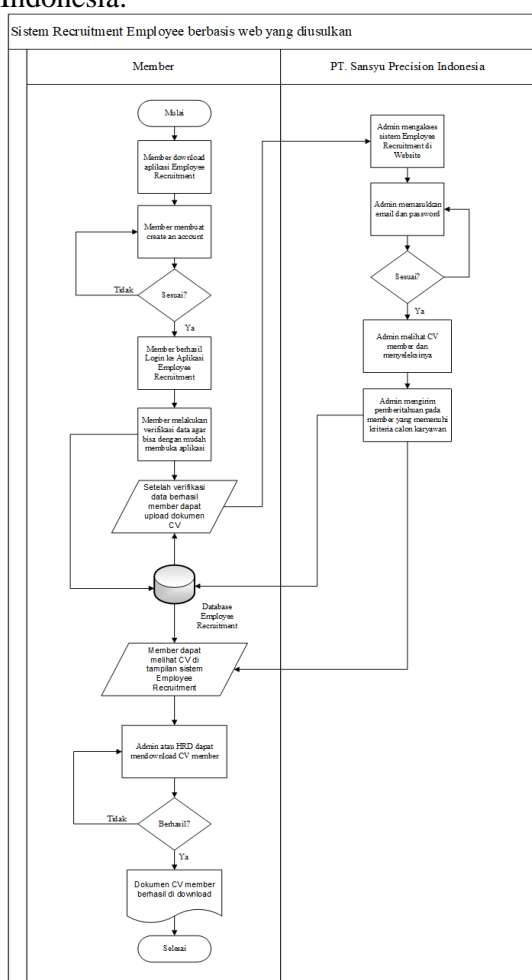 Indonesia.
Sistem Recruitment Employee berbasis web yang diusulkan
Member
PT. Sansyu Precision Indonesia
Mulai
Member download
aplikasi Employee
Recruitment
Member membuat
create an account
Tidak
Sesuai?
Ya
Member berhasil
Login ke Aplikasi
Employee
Recruitment
Member melakukan
verifikasi data agar
bisa dengan mudah
membuka aplikasi
Setelah verifikasi
data berhasil
member dapat
upload dokumen
CV
Database
Employee
Recruitment
Member dapat
melihat CV di
tampilan sistem
Employee
Recruitment
Admin atau HRD dapat
mendownload CV member
Tidak
Berhasil?
Ya
Dokumen CV member
berhasil di download
Selesai
Admin mengakses
sistem Employee
Recruitment di
Website
Admin memasukkan
email dan password
Sesuai?
Ya
Admin melihat CV
member dan
menyeleksinya
Admin mengirim
pemberitahuan pada
member yang memenuhi
kriteria calon karyawan